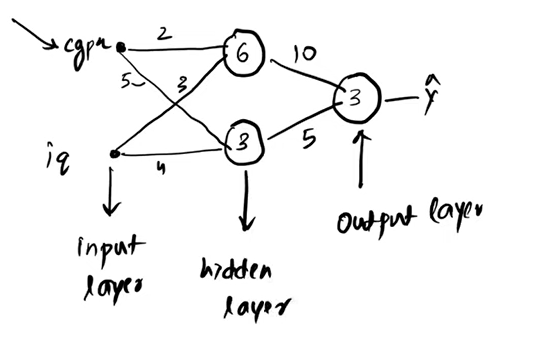 cgpa
2
6
10
5
3
3
ŷ
iq
4
3
5
input
layer
hidden
layer
Output layer